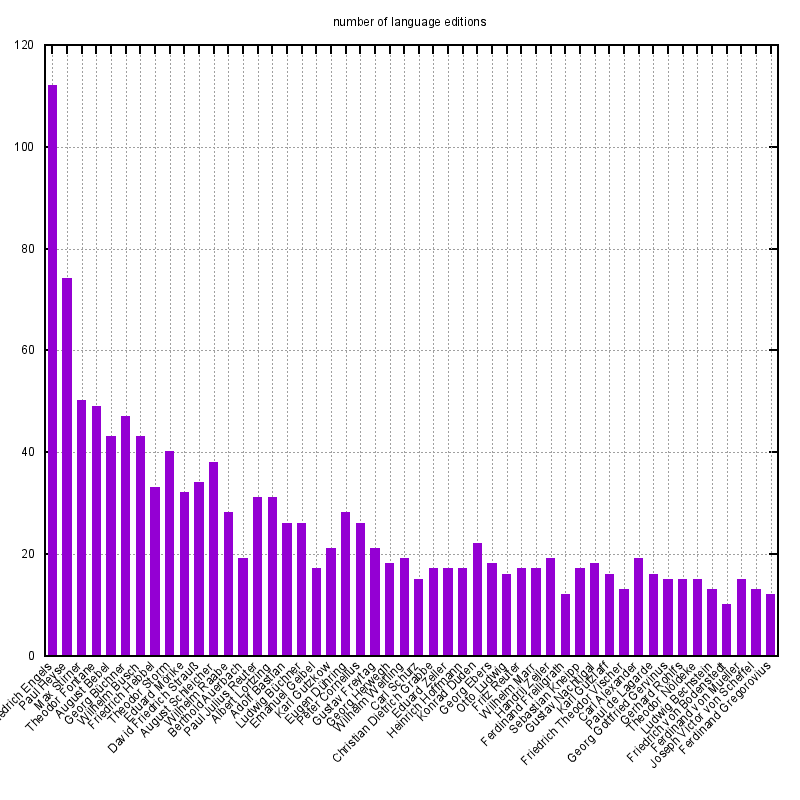 number of language editions
120
100
80
60
40
20
0
edrich Engels
Paul Heyse
Max Stirner
Theodor Fontane
August Bebel
Georg Büchner
Wilhelm Busch
Friedrich Hebbel
Theodor Storm
Eduard Mörike
David Friedrich Strauß
August Schleicher
Wilhelm Raabe
Berthold Auerbach
Paul Julius Reuter
Albert Lortzing
Adolf Bastian
Ludwig Büchner
Emanuel Geibel
Karl Gutzkow
Eugen Dühring
Peter Cornelius
Gustav Freytag
Georg Herwegh
Wilhelm Marr
Carl Schurz
Christian Dietrich Grabbe
Eduard Zeller
Heinrich Hoffmann
Konrad Duden
Georg Ebers
Otto Ludwig
Fritz Reuter
Ferdinand Freiligrath
Sebastian Kneipp
Gustav Nachtigal
Friedrich Theodor Vischer
Carl Alexander
Paul de Lagarde
Georg Gottfried Gervinus
Gerhard Rohlfs
Theodor Nöldeke
Ludwig Bechstein
Friedrich von Bodenstedt
Ferdinand von Mueller
Joseph Victor von Scheffel
Ferdinand Gregorovius